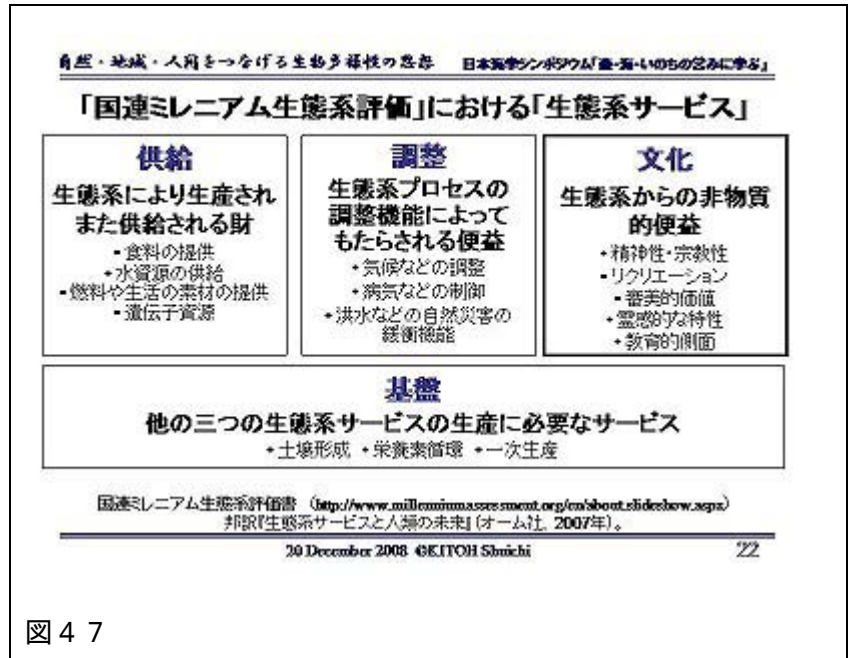 自然・地域・人間をつなげる生物多様性の思想 日本海学シンポジウム「森・海・いのちの営みに学ぶ」
「国連ミレニアム生態系評価」における「生態系サービス」
供給
生態系により生産され
また供給される財
・食料の提供
・水資源の供給
・燃料や生活の素材の提供
・遺伝子資源
調整
生態系プロセスの
調整機能によって
もたらされる便益
・気候などの調整
・病気などの制御
・洪水などの自然災害の
緩衝機能
文化
生態系からの非物質
的便益
・精神性・宗教性
・リクリエーション
・審美的価値
・霊感的な特性
・教育的側面
基盤
他の三つの生態系サービスの生産に必要なサービス
・土壌形成 ・栄養素循環 ・一次生産
国連ミレニアム生態系評価書 (http://www.millenniumassessment.org/en/about.slideshow.aspx)
邦訳『生態系サービスと人類の未来』(オーム社, 2007年)。
20 December 2008 ©KITOH Shuichi
22
図47